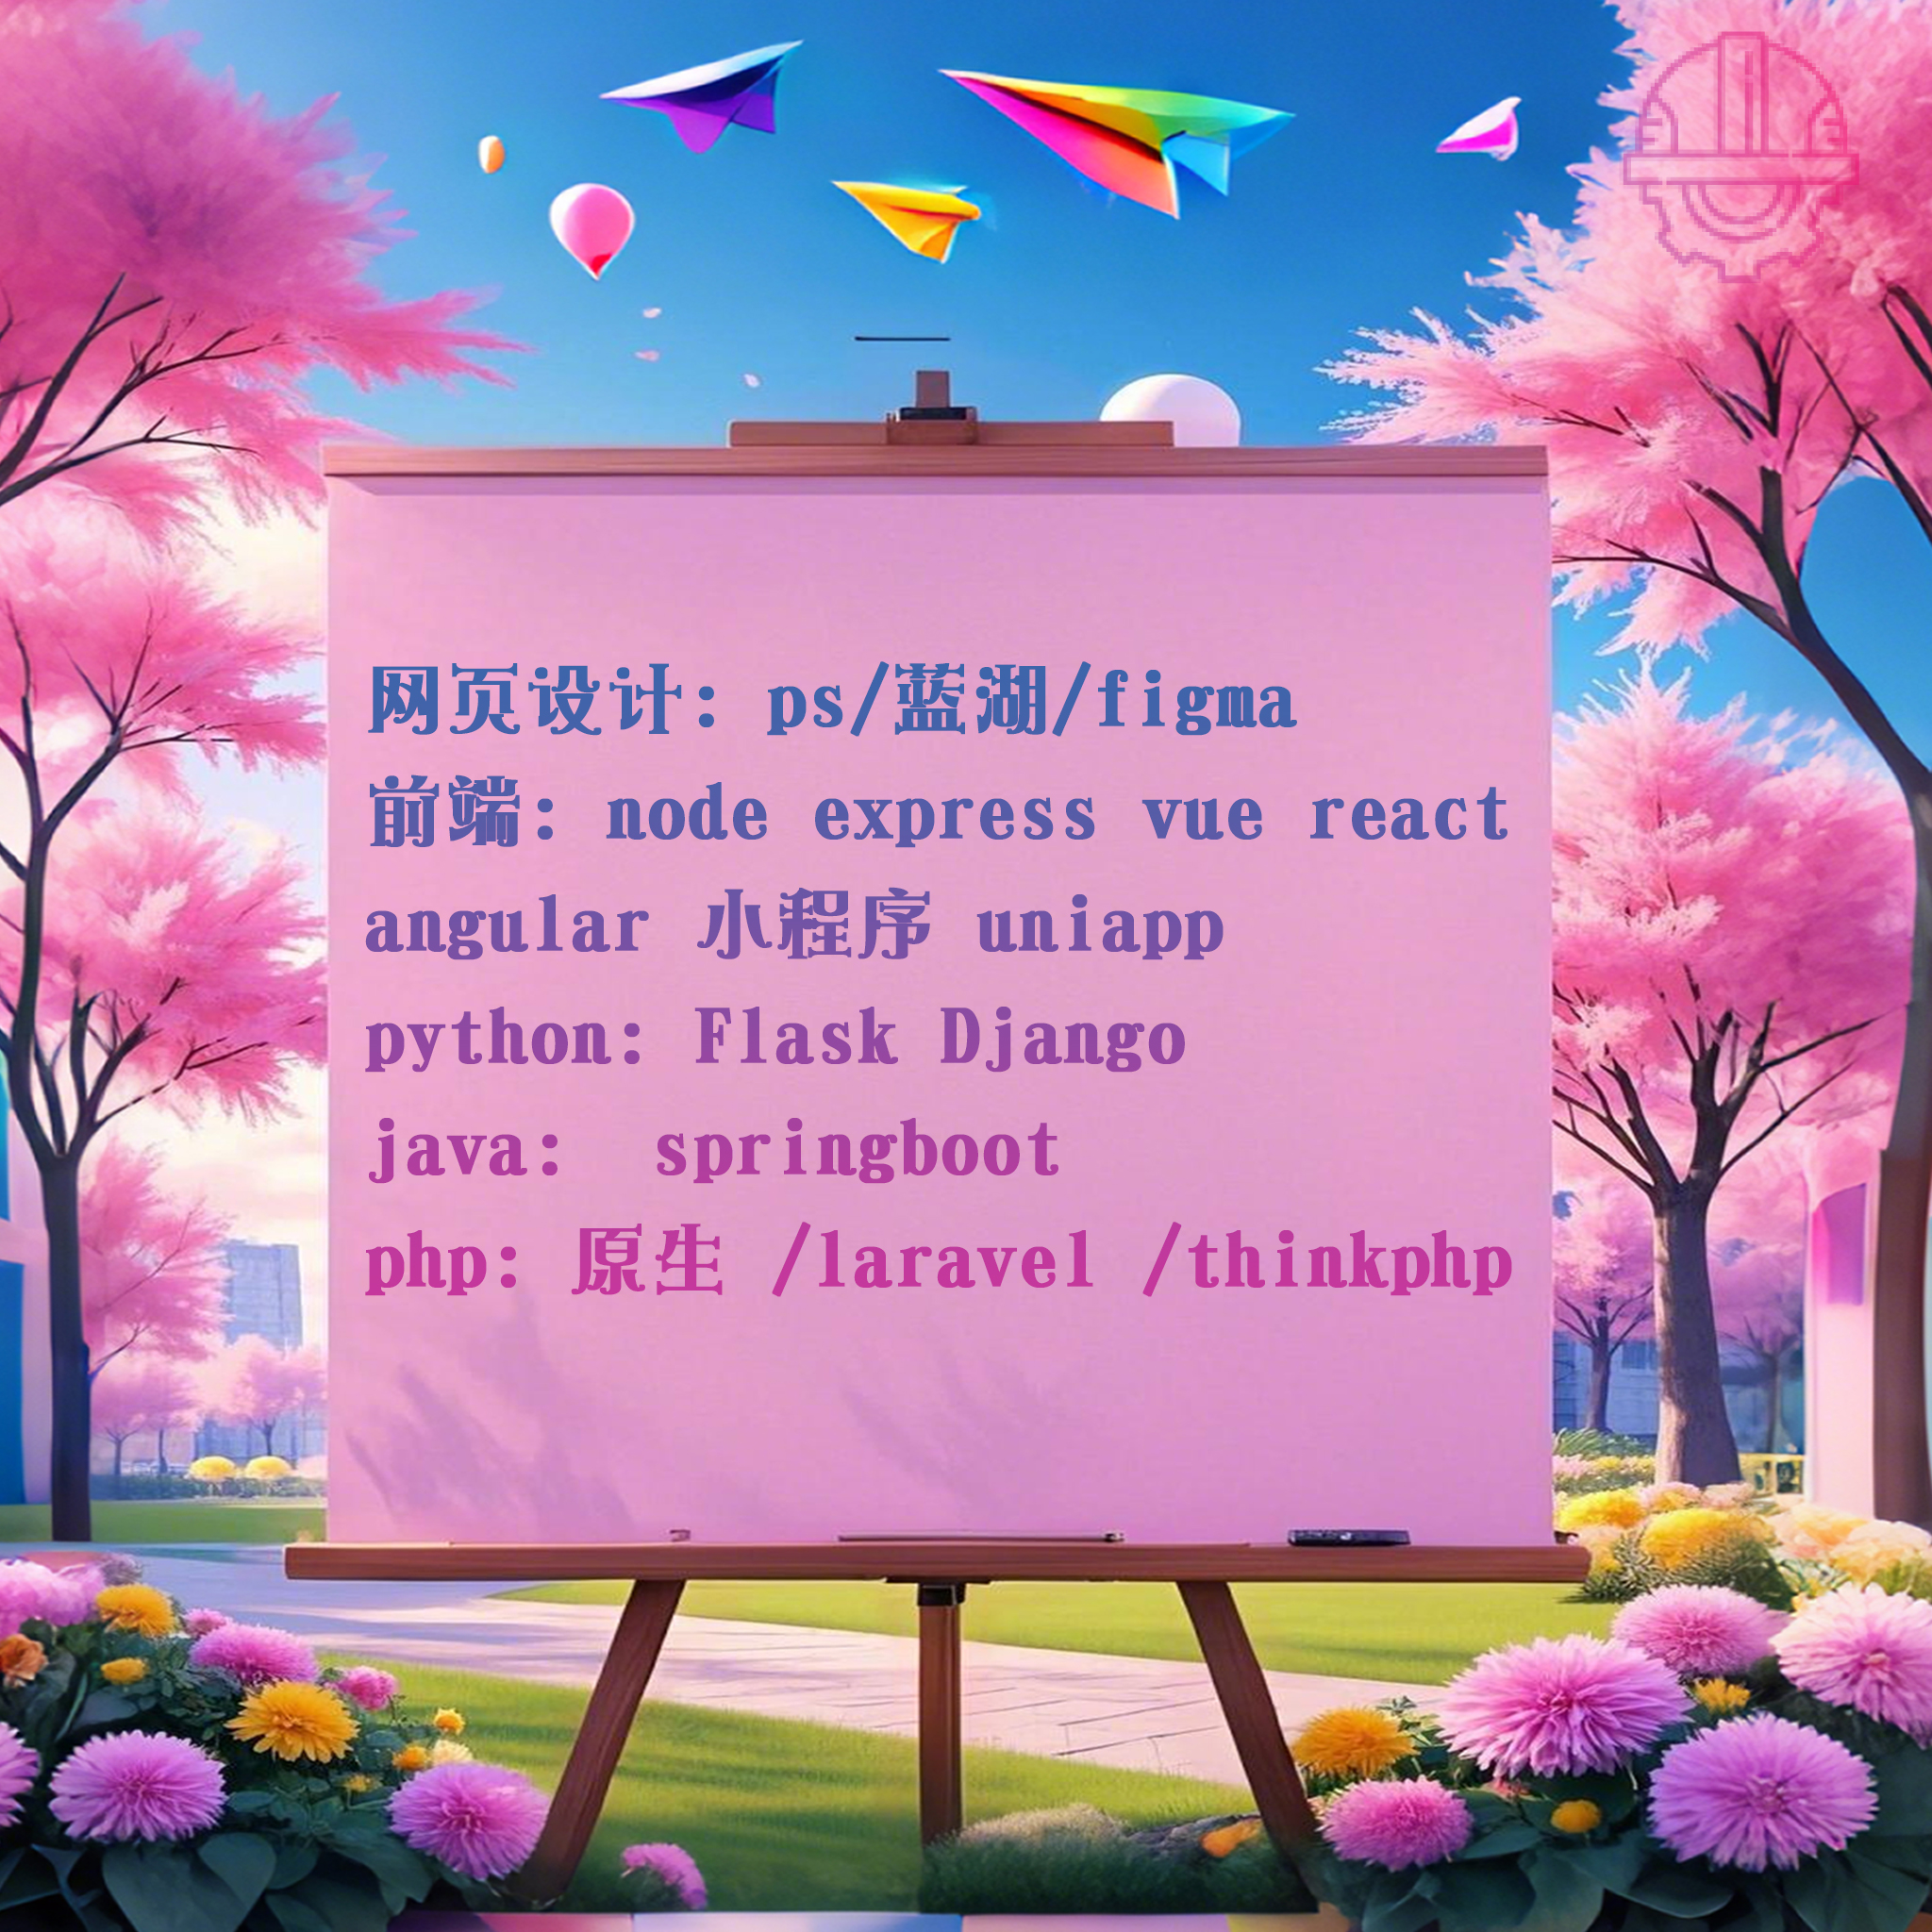 网页设计: ps/蓝湖/figma
前端: node express vue react
angular 小程序 uniapp
python: Flask Django
java: springboot
php: 原生 /laravel /thinkphp